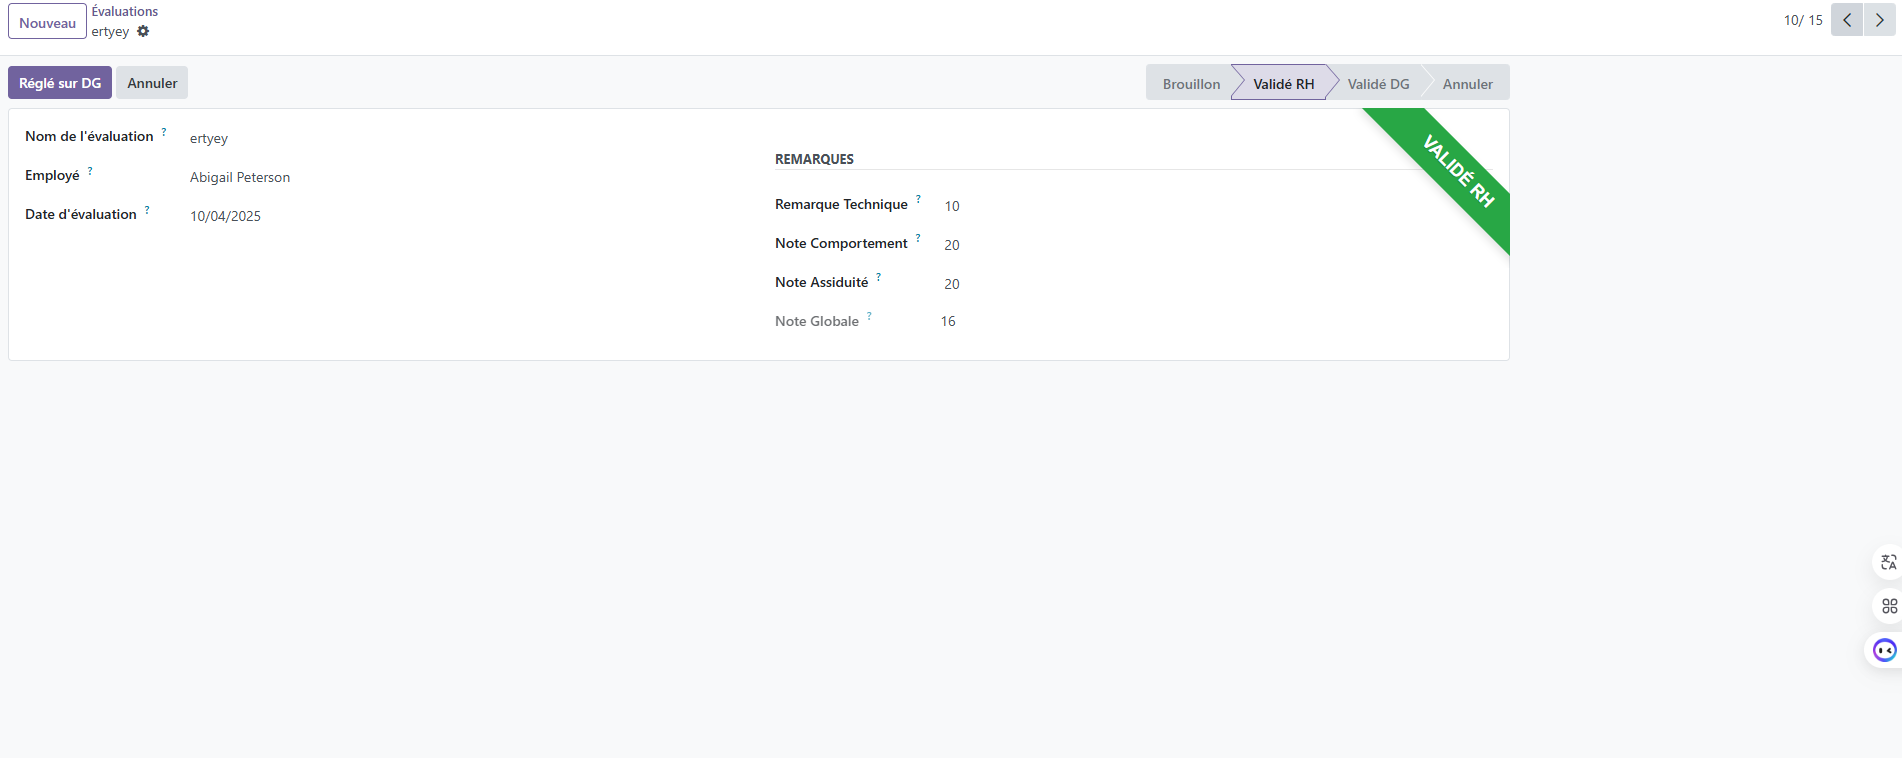 Nouveau
Évaluations
ertyey
10/ 15
Réglé sur DG
Annuler
Brouillon
Validé RH
Validé DG
Annuler
VALIDÉ RH
Nom de l'évaluation ?
ertyey
Employé ?
Abigail Peterson
Date d'évaluation ?
10/04/2025
REMARQUES
Remarque Technique ?
10
Note Comportement ?
20
Note Assiduité ?
20
Note Globale ?
16